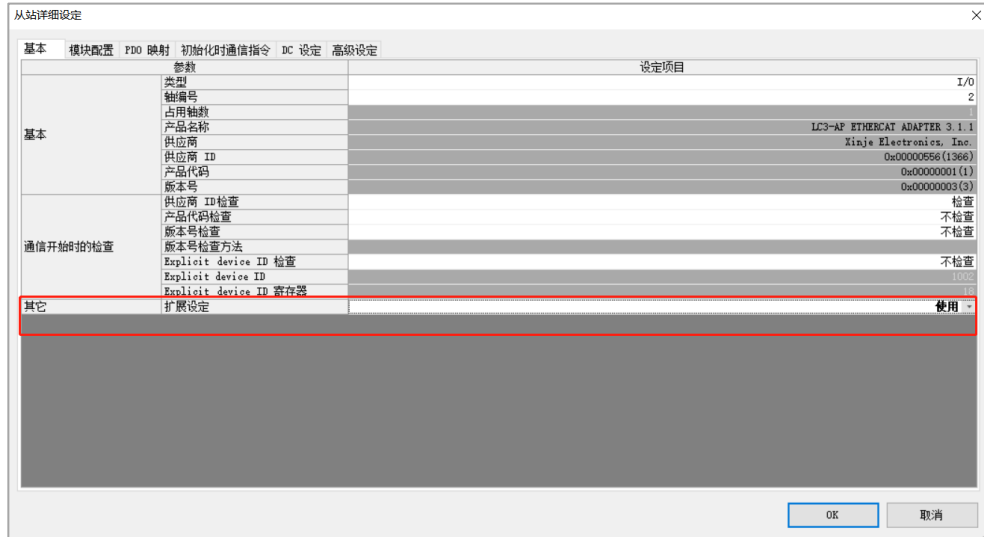 从站详细设定
基本 模块配置 PDO 映射 初始化时通信指令 DC 设定 高级设定
参数 设定项目
基本
类型 I/0
轴编号 2
占用轴数 1
产品名称 LC3-AP ETHERCAT ADAPTER 3.1.1
供应商 Xinje Electronics, Inc.
供应商 ID 0x00000556(1366)
产品代码 0x00000001(1)
版本号 0x00000003(3)
通信开始时的检查
供应商 ID检查 检查
产品代码检查 不检查
版本号检查 不检查
版本号检查方法
Explicit device ID 检查 不检查
Explicit device ID 1002
Explicit device ID 寄存器 18
其它 扩展设定 使用
OK 取消